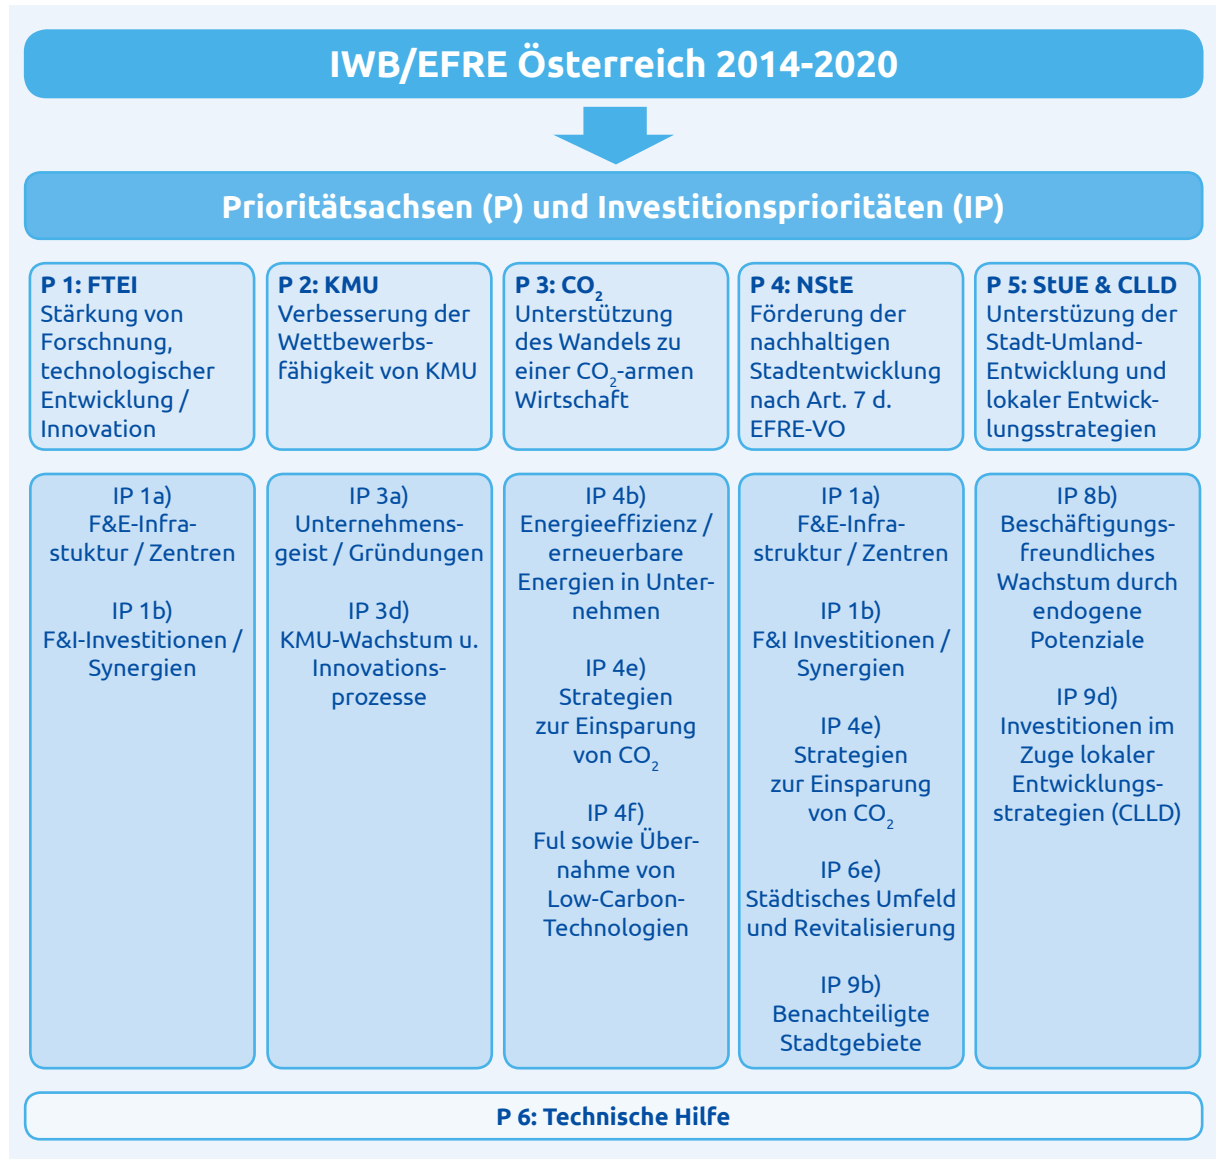 IWB/EFRE Österreich 2014-2020
Prioritätsachsen (P) und Investitionsprioritäten (IP)
P 1: FTEI
Stärkung von
Forschnung,
technologischer
Entwicklung /
Innovation
P 2: KMU
Verbesserung der
Wettbewerbs-
fähigkeit von KMU
P 3: CO₂
Unterstützung
des Wandels zu
einer CO₂-armen
Wirtschaft
P 4: NStE
Förderung der
nachhaltigen
Stadtentwicklung
nach Art. 7 d.
EFRE-VO
P 5: StUE & CLLD
Unterstüzung der
Stadt-Umland-
Entwicklung und
lokaler Entwick-
lungsstrategien
IP 1a)
F&E-Infra-
stuktur / Zentren
IP 1b)
F&I-Investitionen /
Synergien
IP 3a)
Unternehmens-
geist / Gründungen
IP 3d)
KMU-Wachstum u.
Innovations-
prozesse
IP 4b)
Energieeffizienz /
erneuerbare
Energien in Unter-
nehmen
IP 4e)
Strategien
zur Einsparung
von CO₂
IP 4f)
Ful sowie Über-
nahme von
Low-Carbon-
Technologien
IP 1a)
F&E-Infra-
struktur / Zentren
IP 1b)
F&I Investitionen /
Synergien
IP 4e)
Strategien
zur Einsparung
von CO₂
IP 6e)
Städtisches Umfeld
und Revitalisierung
IP 9b)
Benachteiligte
Stadtgebiete
IP 8b)
Beschäftigungs-
freundliches
Wachstum durch
endogene
Potenziale
IP 9d)
Investitionen im
Zuge lokaler
Entwicklungs-
strategien (CLLD)
P 6: Technische Hilfe